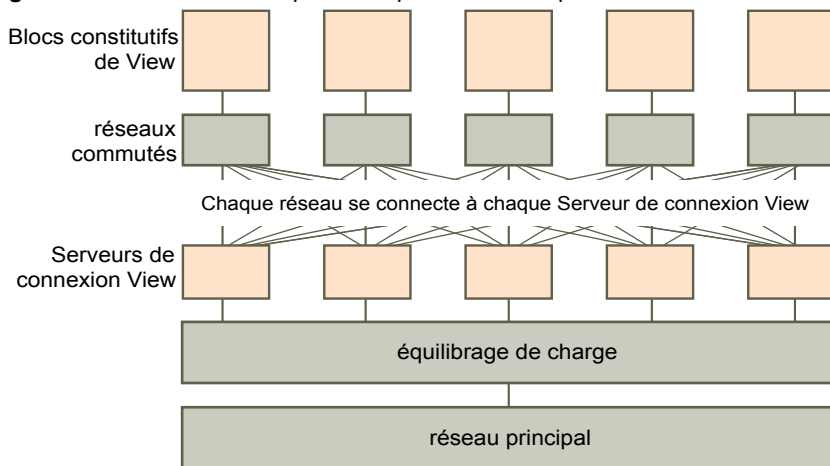 Blocs constitutifs
de View
réseaux
commutés
Chaque réseau se connecte à chaque Serveur de connexion View
Serveurs de
connexion View
équilibrage de charge
réseau principal